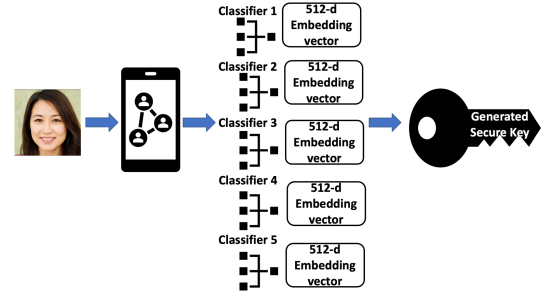 Classifier 1
512-d
Embedding
vector
Classifier 2
512-d
Embedding
vector
Classifier 3
512-d
Embedding
vector
Classifier 4
512-d
Embedding
vector
Classifier 5
512-d
Embedding
vector
Generated
Secure Key